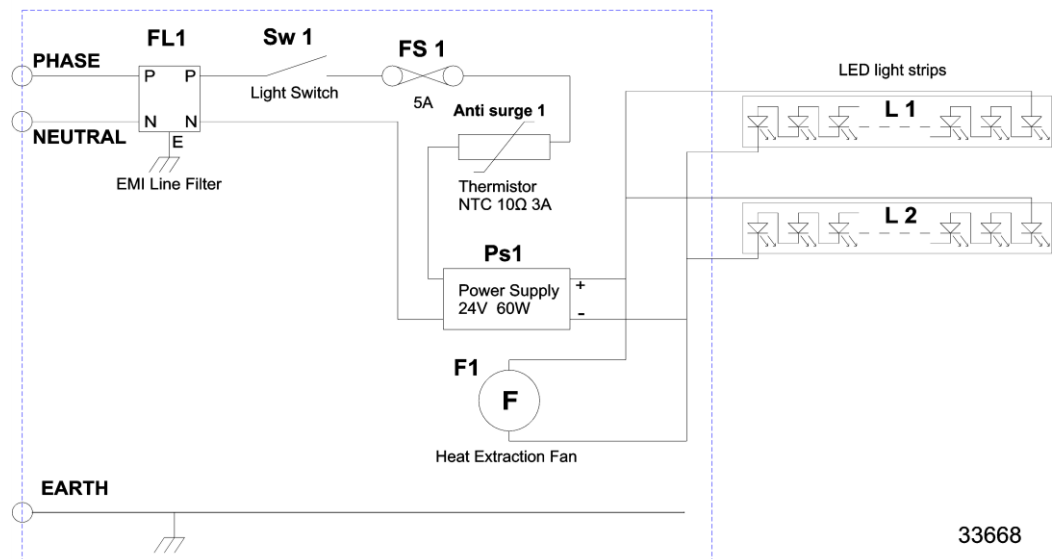 FL1
Sw 1
FS 1
PHASE
P P
Light Switch
5A
LED light strips
L 1
N N
NEUTRAL
E
EMI Line Filter
Anti surge 1
Thermistor
NTC 10Ω 3A
L 2
Ps1
Power Supply
24V 60W
+
-
F1
F
Heat Extraction Fan
EARTH
33668